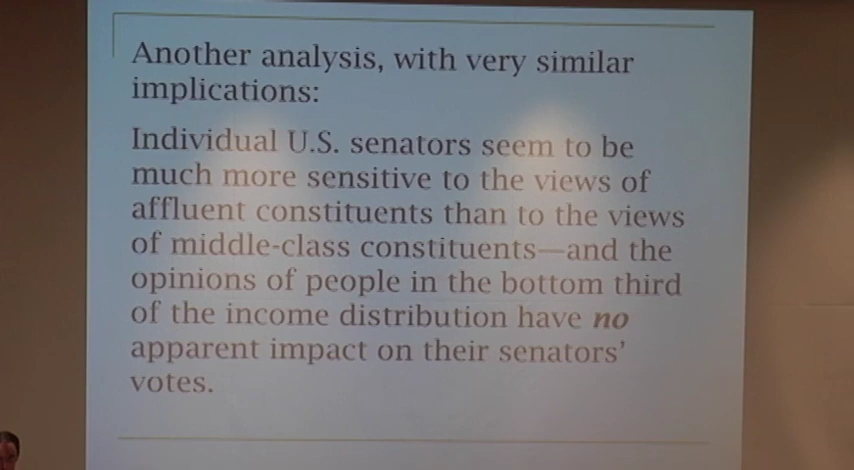 Another analysis, with very similar
implications:
Individual U.S. senators seem to be
much more sensitive to the views of
affluent constituents than to the views
of middle-class constituents—and the
opinions of people in the bottom third
of the income distribution have no
apparent impact on their senators'
votes.